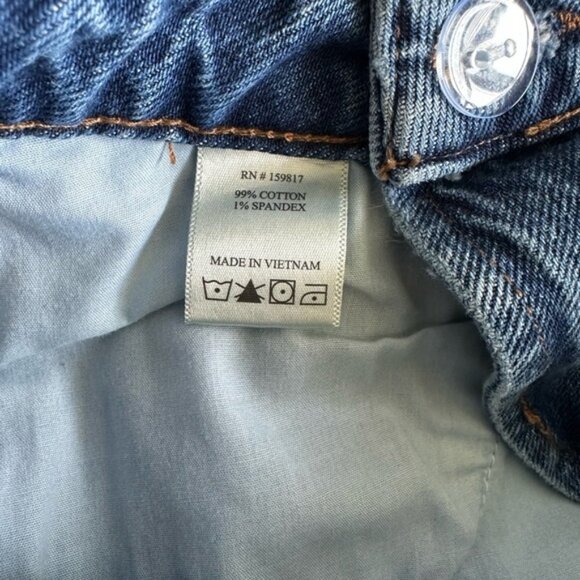 RN # 159817
99% COTTON
1% SPANDEX
MADE IN VIETNAM